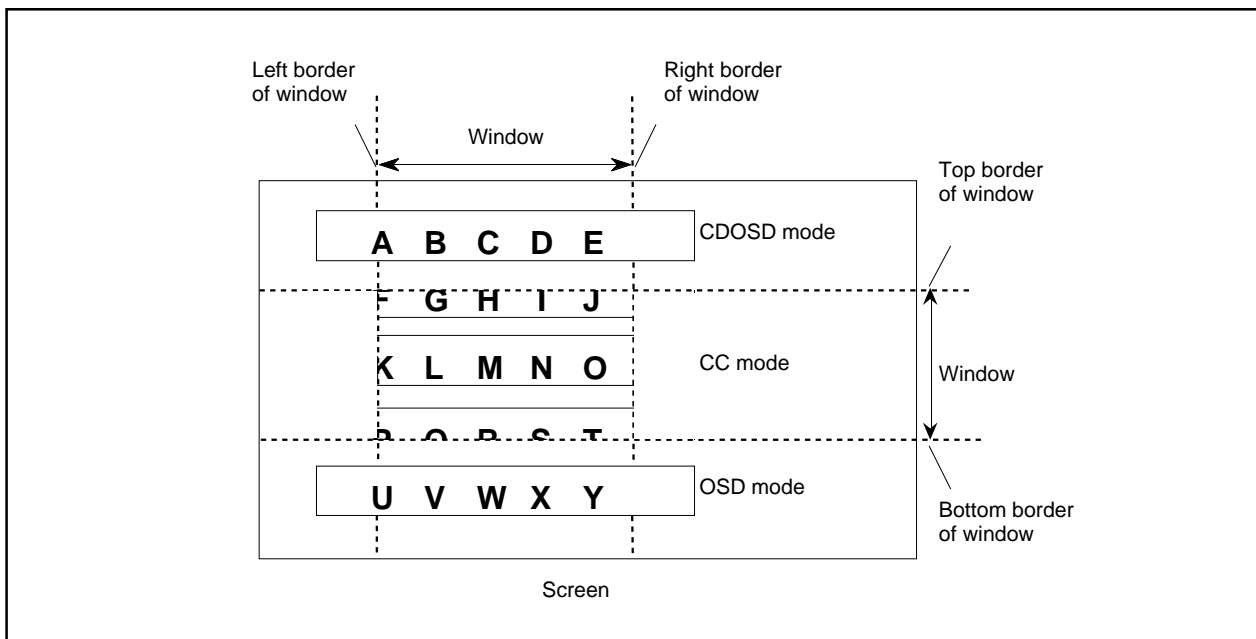 Left border
of window
Right border
of window
Window
Top border
of window
A B C D E
CDOSD mode
F G H I J
K L M N O
CC mode
Window
P Q R S T
U V W X Y
OSD mode
Bottom border
of window
Screen